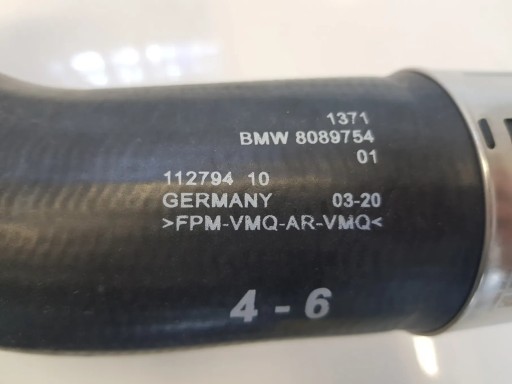 1371
BMW 8089754
01
112794 10
GERMANY 03-20
>FPM-VMQ-AR-VMQ<
4 - 6